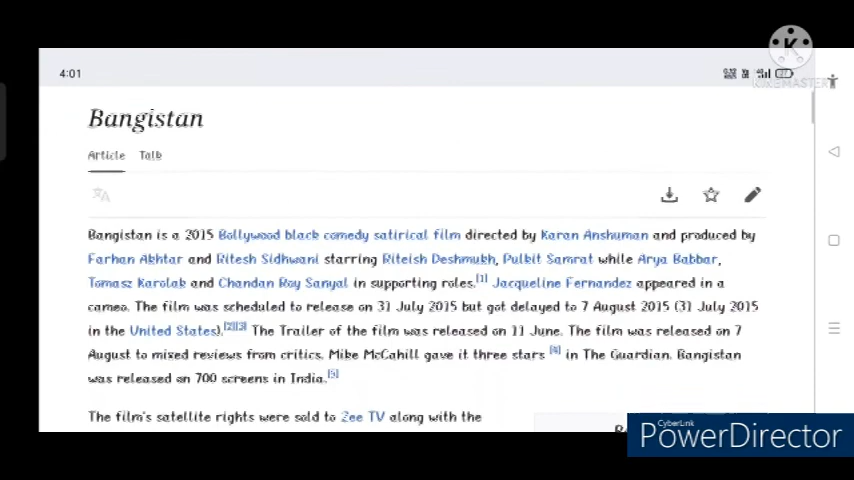 4:01
KINEMASTER
Bangistan
Article Talk
Bangistan is a 2015 Bollywood black comedy satirical film directed by Karan Anshuman and produced by
Farhan Akhtar and Ritesh Sidhwani starring Riteish Deshmukh, Pulkit Samrat while Arya Babbar,
Tomasz Karolak and Chandan Roy Sanyal in supporting roles.[1] Jacqueline Fernandez appeared in a
cameo. The film was scheduled to release on 31 July 2015 but got delayed to 7 August 2015 (31 July 2015
in the United States).[2][3] The Trailer of the film was released on 11 June. The film was released on 7
August to mixed reviews from critics. Mike McCahill gave it three stars [4] in The Guardian. Bangistan
was released on 700 screens in India.[5]
The film's satellite rights were sold to Zee TV along with the
CyberLink
PowerDirector